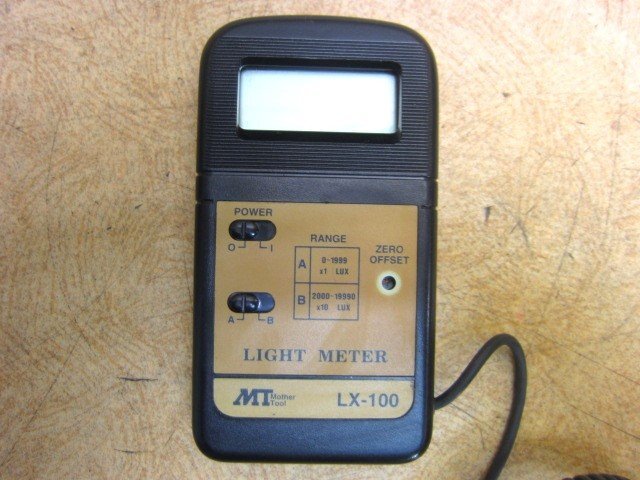 POWER
O I
RANGE
A 0-1999
x1 LUX
B 2000-19990
x10 LUX
ZERO
OFFSET
A B
LIGHT METER
MT Mother
Tool
LX-100